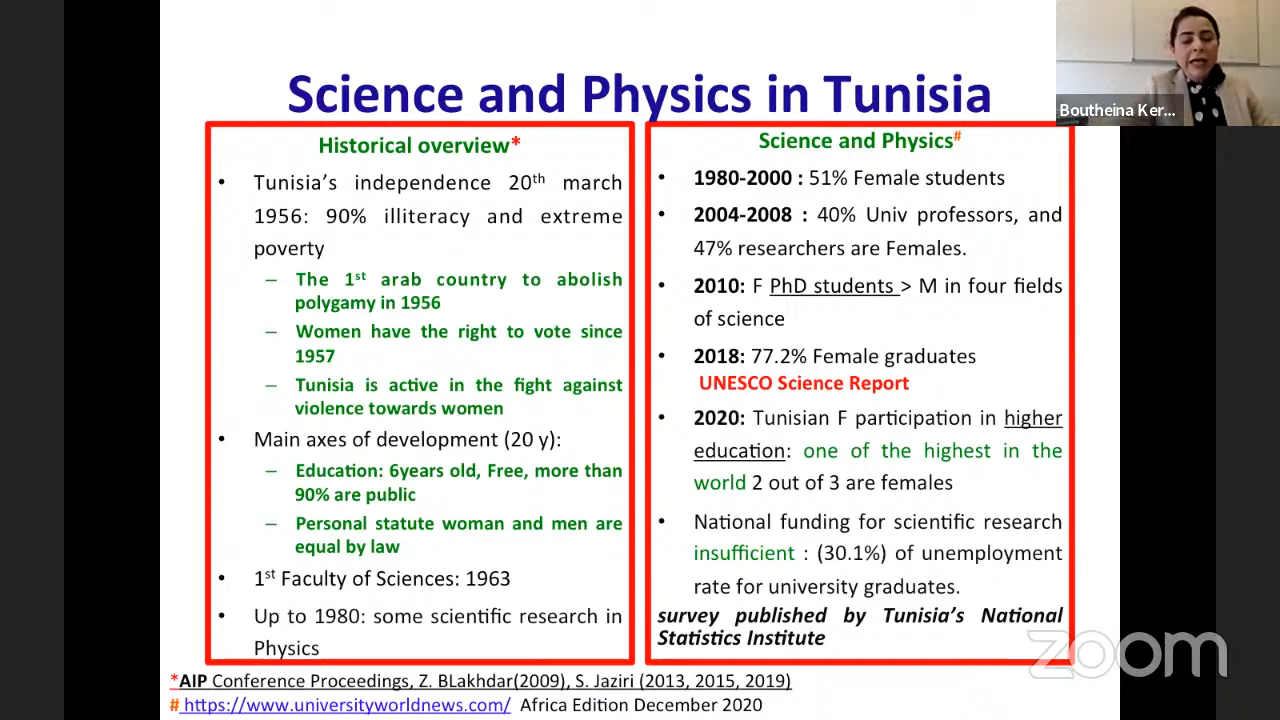 Science and Physics in Tunisia
Boutheina Ker...
Historical overview*
• Tunisia's independence 20th march
1956: 90% illiteracy and extreme
poverty
– The 1st arab country to abolish
polygamy in 1956
– Women have the right to vote since
1957
– Tunisia is active in the fight against
violence towards women
• Main axes of development (20 y):
– Education: 6years old, Free, more than
90% are public
– Personal statute woman and men are
equal by law
• 1st Faculty of Sciences: 1963
• Up to 1980: some scientific research in
Physics
Science and Physics#
• 1980-2000 : 51% Female students
• 2004-2008 : 40% Univ professors, and
47% researchers are Females.
• 2010: F PhD students > M in four fields
of science
• 2018: 77.2% Female graduates
UNESCO Science Report
• 2020: Tunisian F participation in higher
education: one of the highest in the
world 2 out of 3 are females
• National funding for scientific research
insufficient : (30.1%) of unemployment
rate for university graduates.
survey published by Tunisia's National
Statistics Institute
zoom
*AIP Conference Proceedings, Z. BLakhdar(2009), S. Jaziri (2013, 2015, 2019)
# https://www.universityworldnews.com/ Africa Edition December 2020